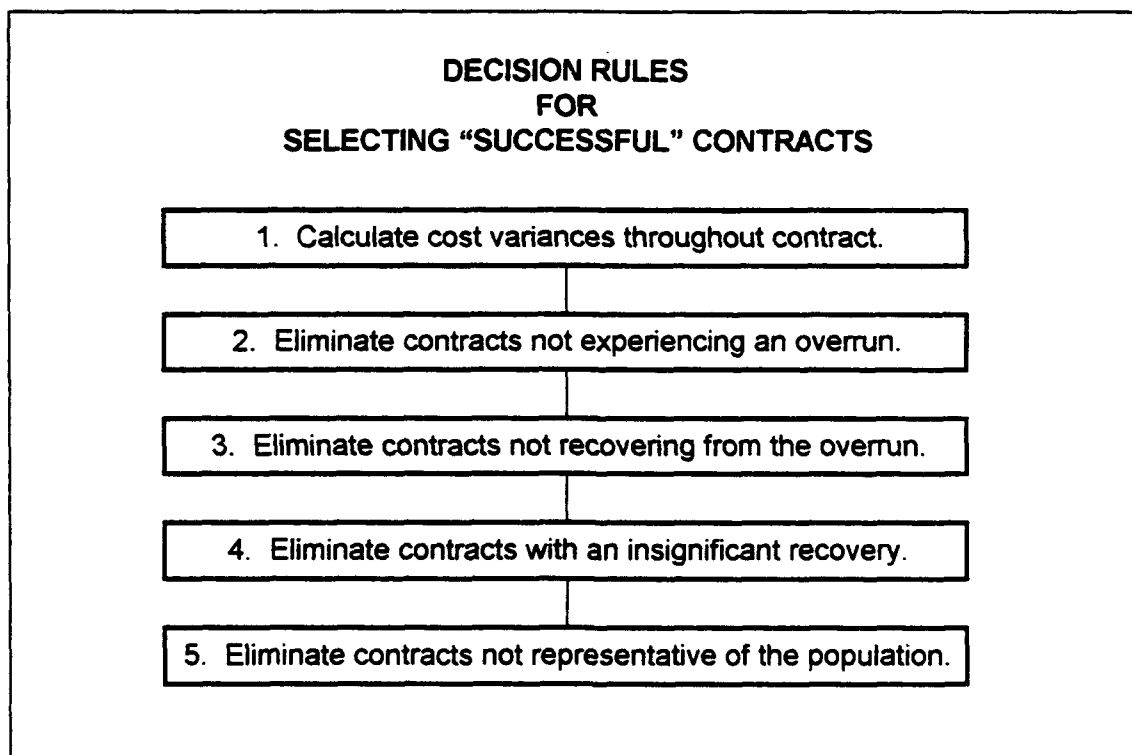 DECISION RULES
FOR
SELECTING “SUCCESSFUL” CONTRACTS
1. Calculate cost variances throughout contract.
2. Eliminate contracts not experiencing an overrun.
3. Eliminate contracts not recovering from the overrun.
4. Eliminate contracts with an insignificant recovery.
5. Eliminate contracts not representative of the population.